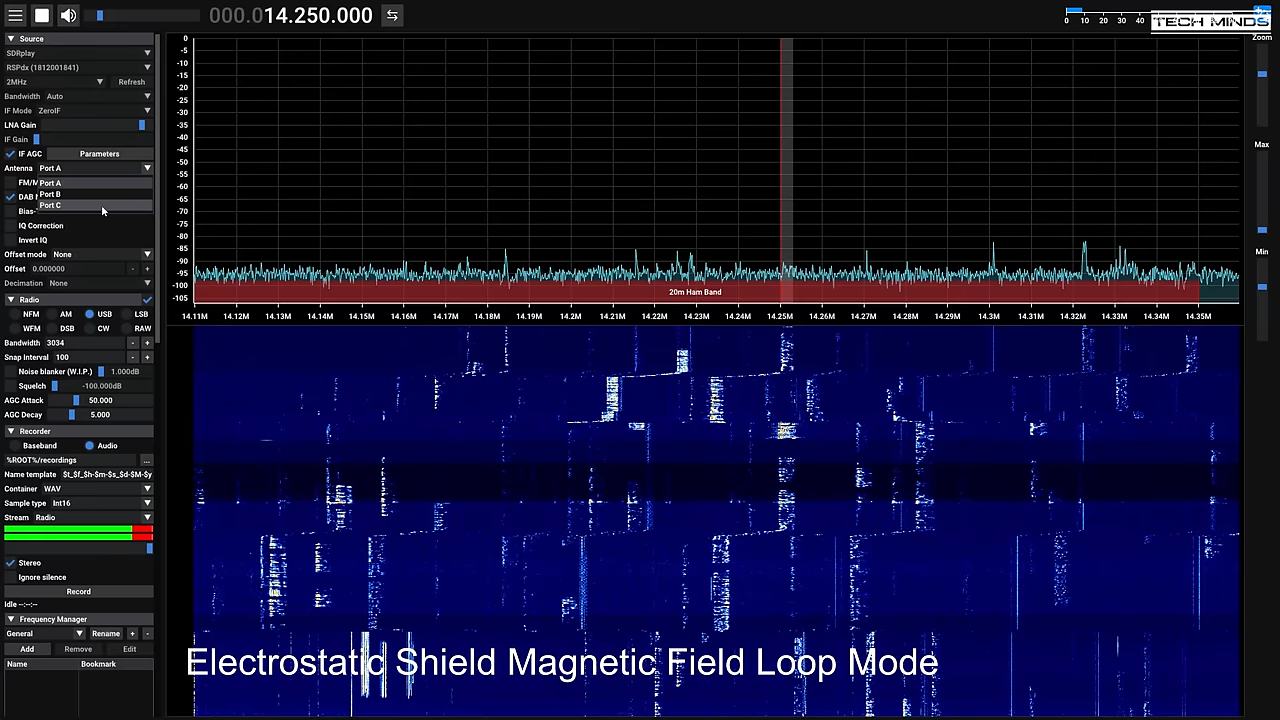 000.014.250.000
0 10 20 30 40
TECH MINDS
Source
SDRplay
RSPdx (1812001841)
2MHz Refresh
Bandwidth Auto
IF Mode ZeroIF
LNA Gain
IF Gain
IF AGC Parameters
Antenna Port A
FM/M Port A
Port B
DAB
Port C
Bias-
IQ Correction
Invert IQ
Offset mode None
Offset 0.000000 - +
Decimation None
Radio
NFM AM USB LSB
WFM DSB CW RAW
Bandwidth 3034 - +
Snap Interval 100 - +
Noise blanker (W.I.P.) 1.000dB
Squelch -100.000dB
AGC Attack 50.000
AGC Decay 5.000
Recorder
Baseband Audio
%ROOT%/recordings ...
Name template $t_$f_$h-$m-$s_$d-$M-$y
Container WAV
Sample type Int16
Stream Radio
Stereo
Ignore silence
Record
Idle --:--:--
Frequency Manager
General Rename + -
Add Remove Edit
Name Bookmark
0
-5
-10
-15
-20
-25
-30
-35
-40
-45
-50
-55
-60
-65
-70
-75
-80
-85
-90
-95
-100
-105
20m Ham Band
14.11M 14.12M 14.13M 14.14M 14.15M 14.16M 14.17M 14.18M 14.19M 14.2M 14.21M 14.22M 14.23M 14.24M 14.25M 14.26M 14.27M 14.28M 14.29M 14.3M 14.31M 14.32M 14.33M 14.34M 14.35M
Zoom
Max
Min
Electrostatic Shield Magnetic Field Loop Mode